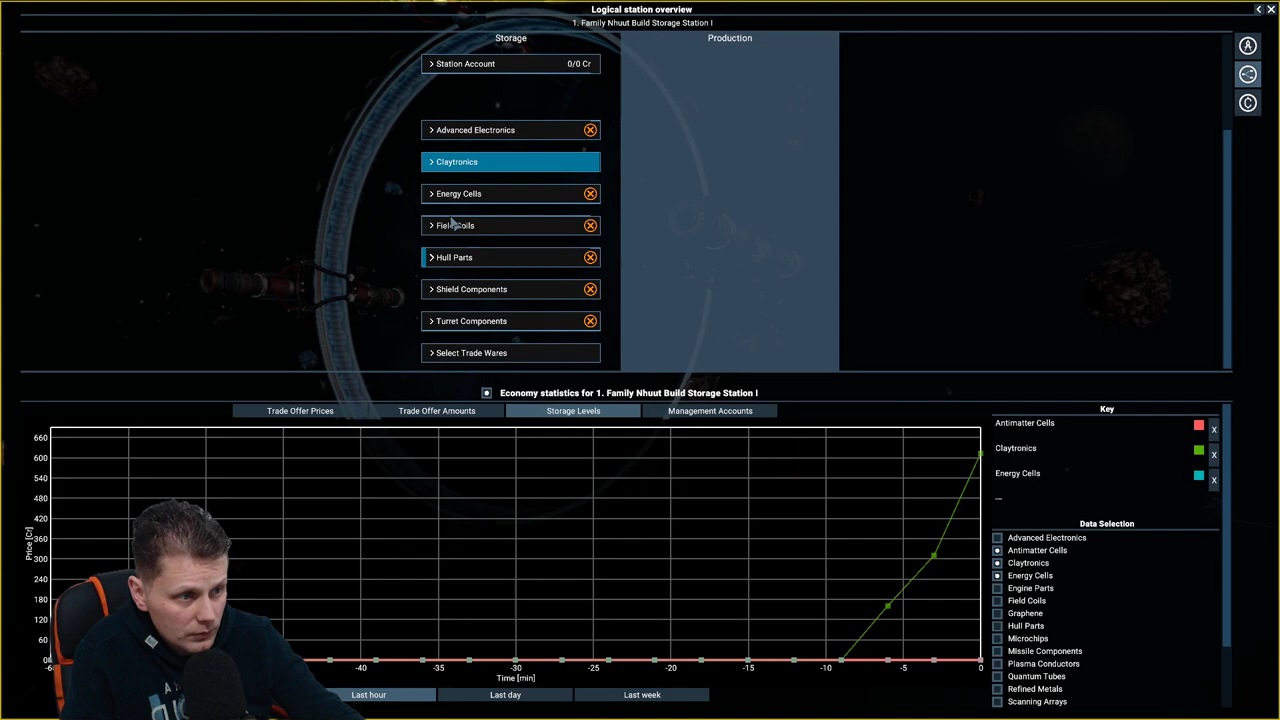 Logical station overview
1. Family Nhuut Build Storage Station I
Storage
Production
Station Account 0/0 Cr
Advanced Electronics
Claytronics
Energy Cells
Field Coils
Hull Parts
Shield Components
Turret Components
Select Trade Wares
Economy statistics for 1. Family Nhuut Build Storage Station I
Trade Offer Prices
Trade Offer Amounts
Storage Levels
Management Accounts
Key
Antimatter Cells X
Claytronics X
Energy Cells X
---
Data Selection
Advanced Electronics
Antimatter Cells
Claytronics
Energy Cells
Engine Parts
Field Coils
Graphene
Hull Parts
Microchips
Missile Components
Plasma Conductors
Quantum Tubes
Refined Metals
Scanning Arrays
Price [Cr]
660
600
540
480
420
360
300
240
180
120
60
0
-40 -35 -30 -25 -20 -15 -10 -5 0
Time [min]
Last hour
Last day
Last week